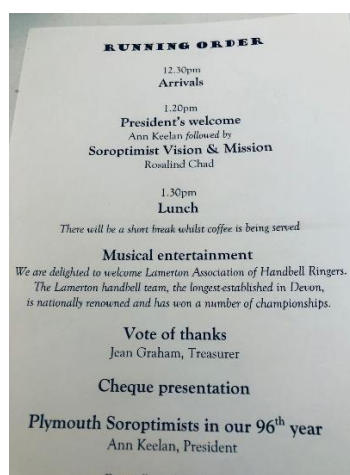 RUNNING ORDER
12.30pm
Arrivals
1.20pm
President's welcome
Ann Keelan followed by
Soroptimist Vision & Mission
Rosalind Chad
1.30pm
Lunch
There will be a short break whilst coffee is being served
Musical entertainment
We are delighted to welcome Lamerton Association of Handbell Ringers.
The Lamerton handbell team, the longest-established in Devon,
is nationally renowned and has won a number of championships.
Vote of thanks
Jean Graham, Treasurer
Cheque presentation
Plymouth Soroptimists in our 96th year
Ann Keelan, President